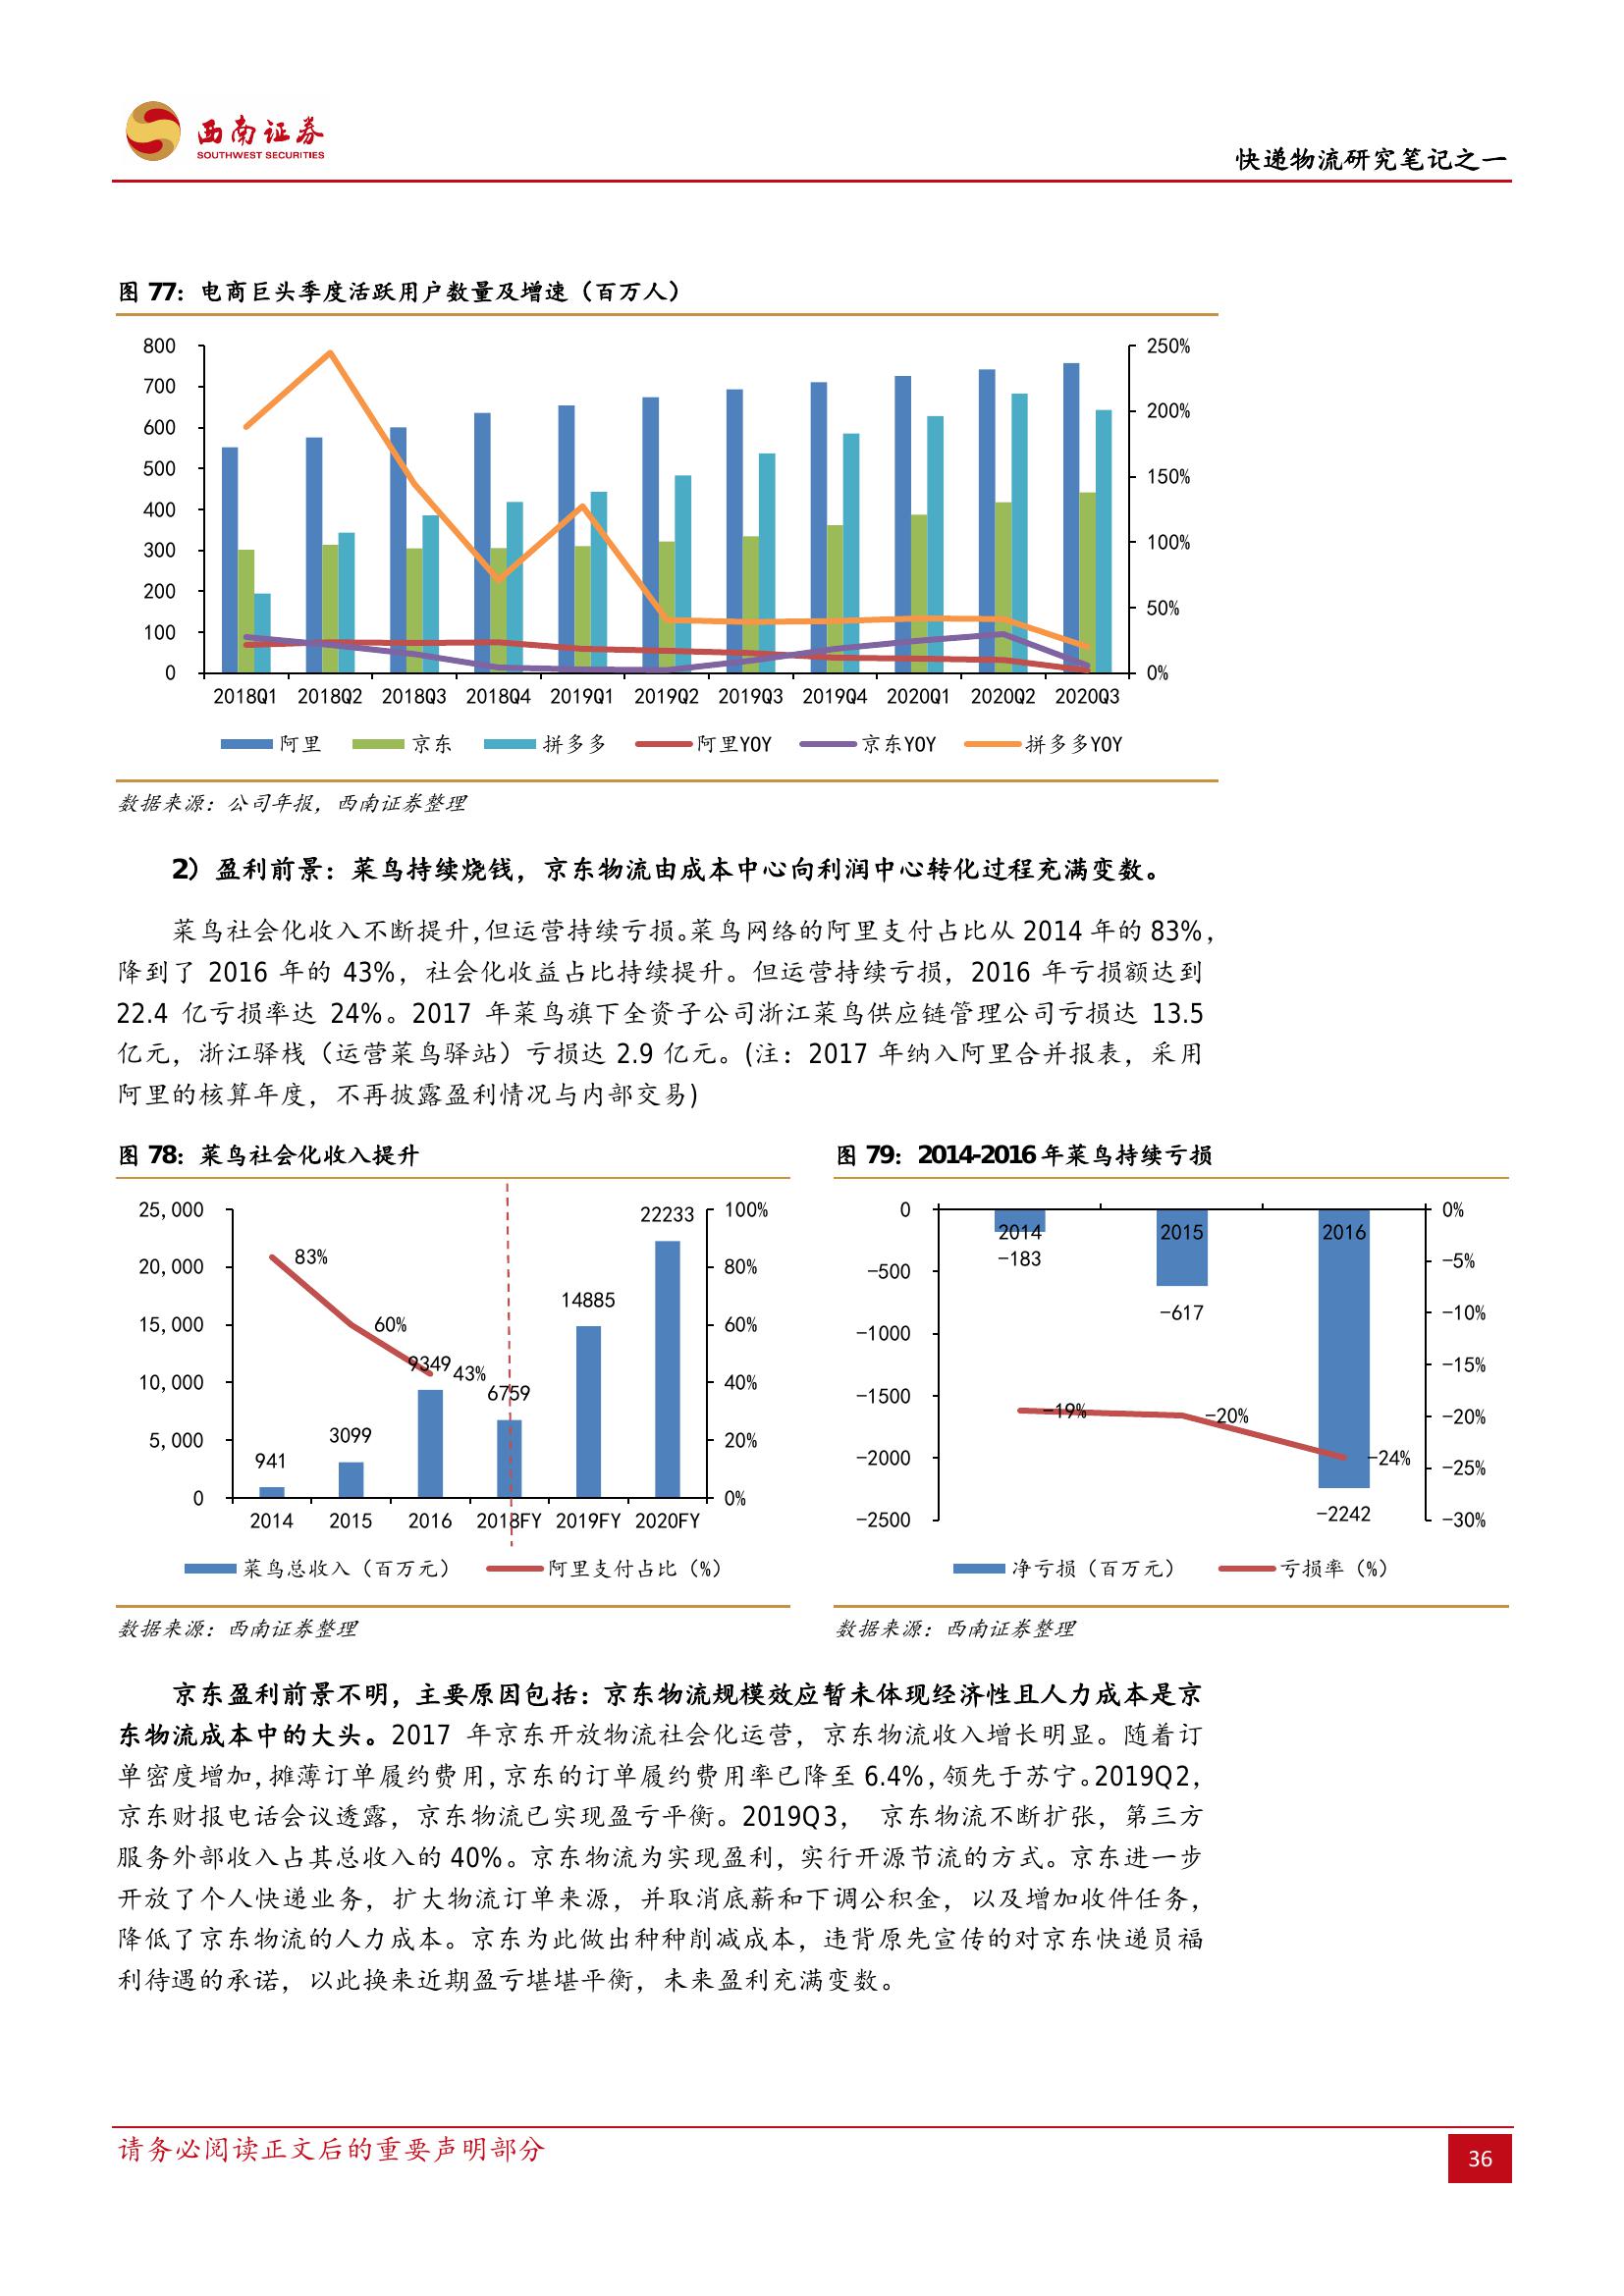 西南证券
SOUTHWEST SECURITIES
快递物流研究笔记之一
图 77：电商巨头季度活跃用户数量及增速（百万人）
800
700
600
500
400
300
200
100
0
250%
200%
150%
100%
50%
0%
2018Q1 2018Q2 2018Q3 2018Q4 2019Q1 2019Q2 2019Q3 2019Q4 2020Q1 2020Q2 2020Q3
阿里 京东 拼多多 阿里YOY 京东YOY 拼多多YOY
数据来源：公司年报，西南证券整理
2）盈利前景：菜鸟持续烧钱，京东物流由成本中心向利润中心转化过程充满变数。
菜鸟社会化收入不断提升,但运营持续亏损。菜鸟网络的阿里支付占比从 2014 年的 83%，
降到了 2016 年的 43%，社会化收益占比持续提升。但运营持续亏损，2016 年亏损额达到
22.4 亿亏损率达 24%。2017 年菜鸟旗下全资子公司浙江菜鸟供应链管理公司亏损达 13.5
亿元，浙江驿栈（运营菜鸟驿站）亏损达 2.9 亿元。(注：2017 年纳入阿里合并报表，采用
阿里的核算年度，不再披露盈利情况与内部交易)
图 78：菜鸟社会化收入提升
25,000
20,000
15,000
10,000
5,000
0
100%
80%
60%
40%
20%
0%
83%
60%
43%
941
3099
9349
6759
14885
22233
2014 2015 2016 2018FY 2019FY 2020FY
菜鸟总收入（百万元） 阿里支付占比（%）
数据来源：西南证券整理
图 79：2014-2016 年菜鸟持续亏损
0
-500
-1000
-1500
-2000
-2500
0%
-5%
-10%
-15%
-20%
-25%
-30%
2014 2015 2016
-183
-617
-2242
-19%
-20%
-24%
净亏损（百万元） 亏损率（%）
数据来源：西南证券整理
京东盈利前景不明，主要原因包括：京东物流规模效应暂未体现经济性且人力成本是京
东物流成本中的大头。2017 年京东开放物流社会化运营，京东物流收入增长明显。随着订
单密度增加,摊薄订单履约费用,京东的订单履约费用率已降至 6.4%,领先于苏宁。2019Q2，
京东财报电话会议透露，京东物流已实现盈亏平衡。2019Q3， 京东物流不断扩张，第三方
服务外部收入占其总收入的 40%。京东物流为实现盈利，实行开源节流的方式。京东进一步
开放了个人快递业务，扩大物流订单来源，并取消底薪和下调公积金，以及增加收件任务，
降低了京东物流的人力成本。京东为此做出种种削减成本，违背原先宣传的对京东快递员福
利待遇的承诺，以此换来近期盈亏堪堪平衡，未来盈利充满变数。
请务必阅读正文后的重要声明部分
36